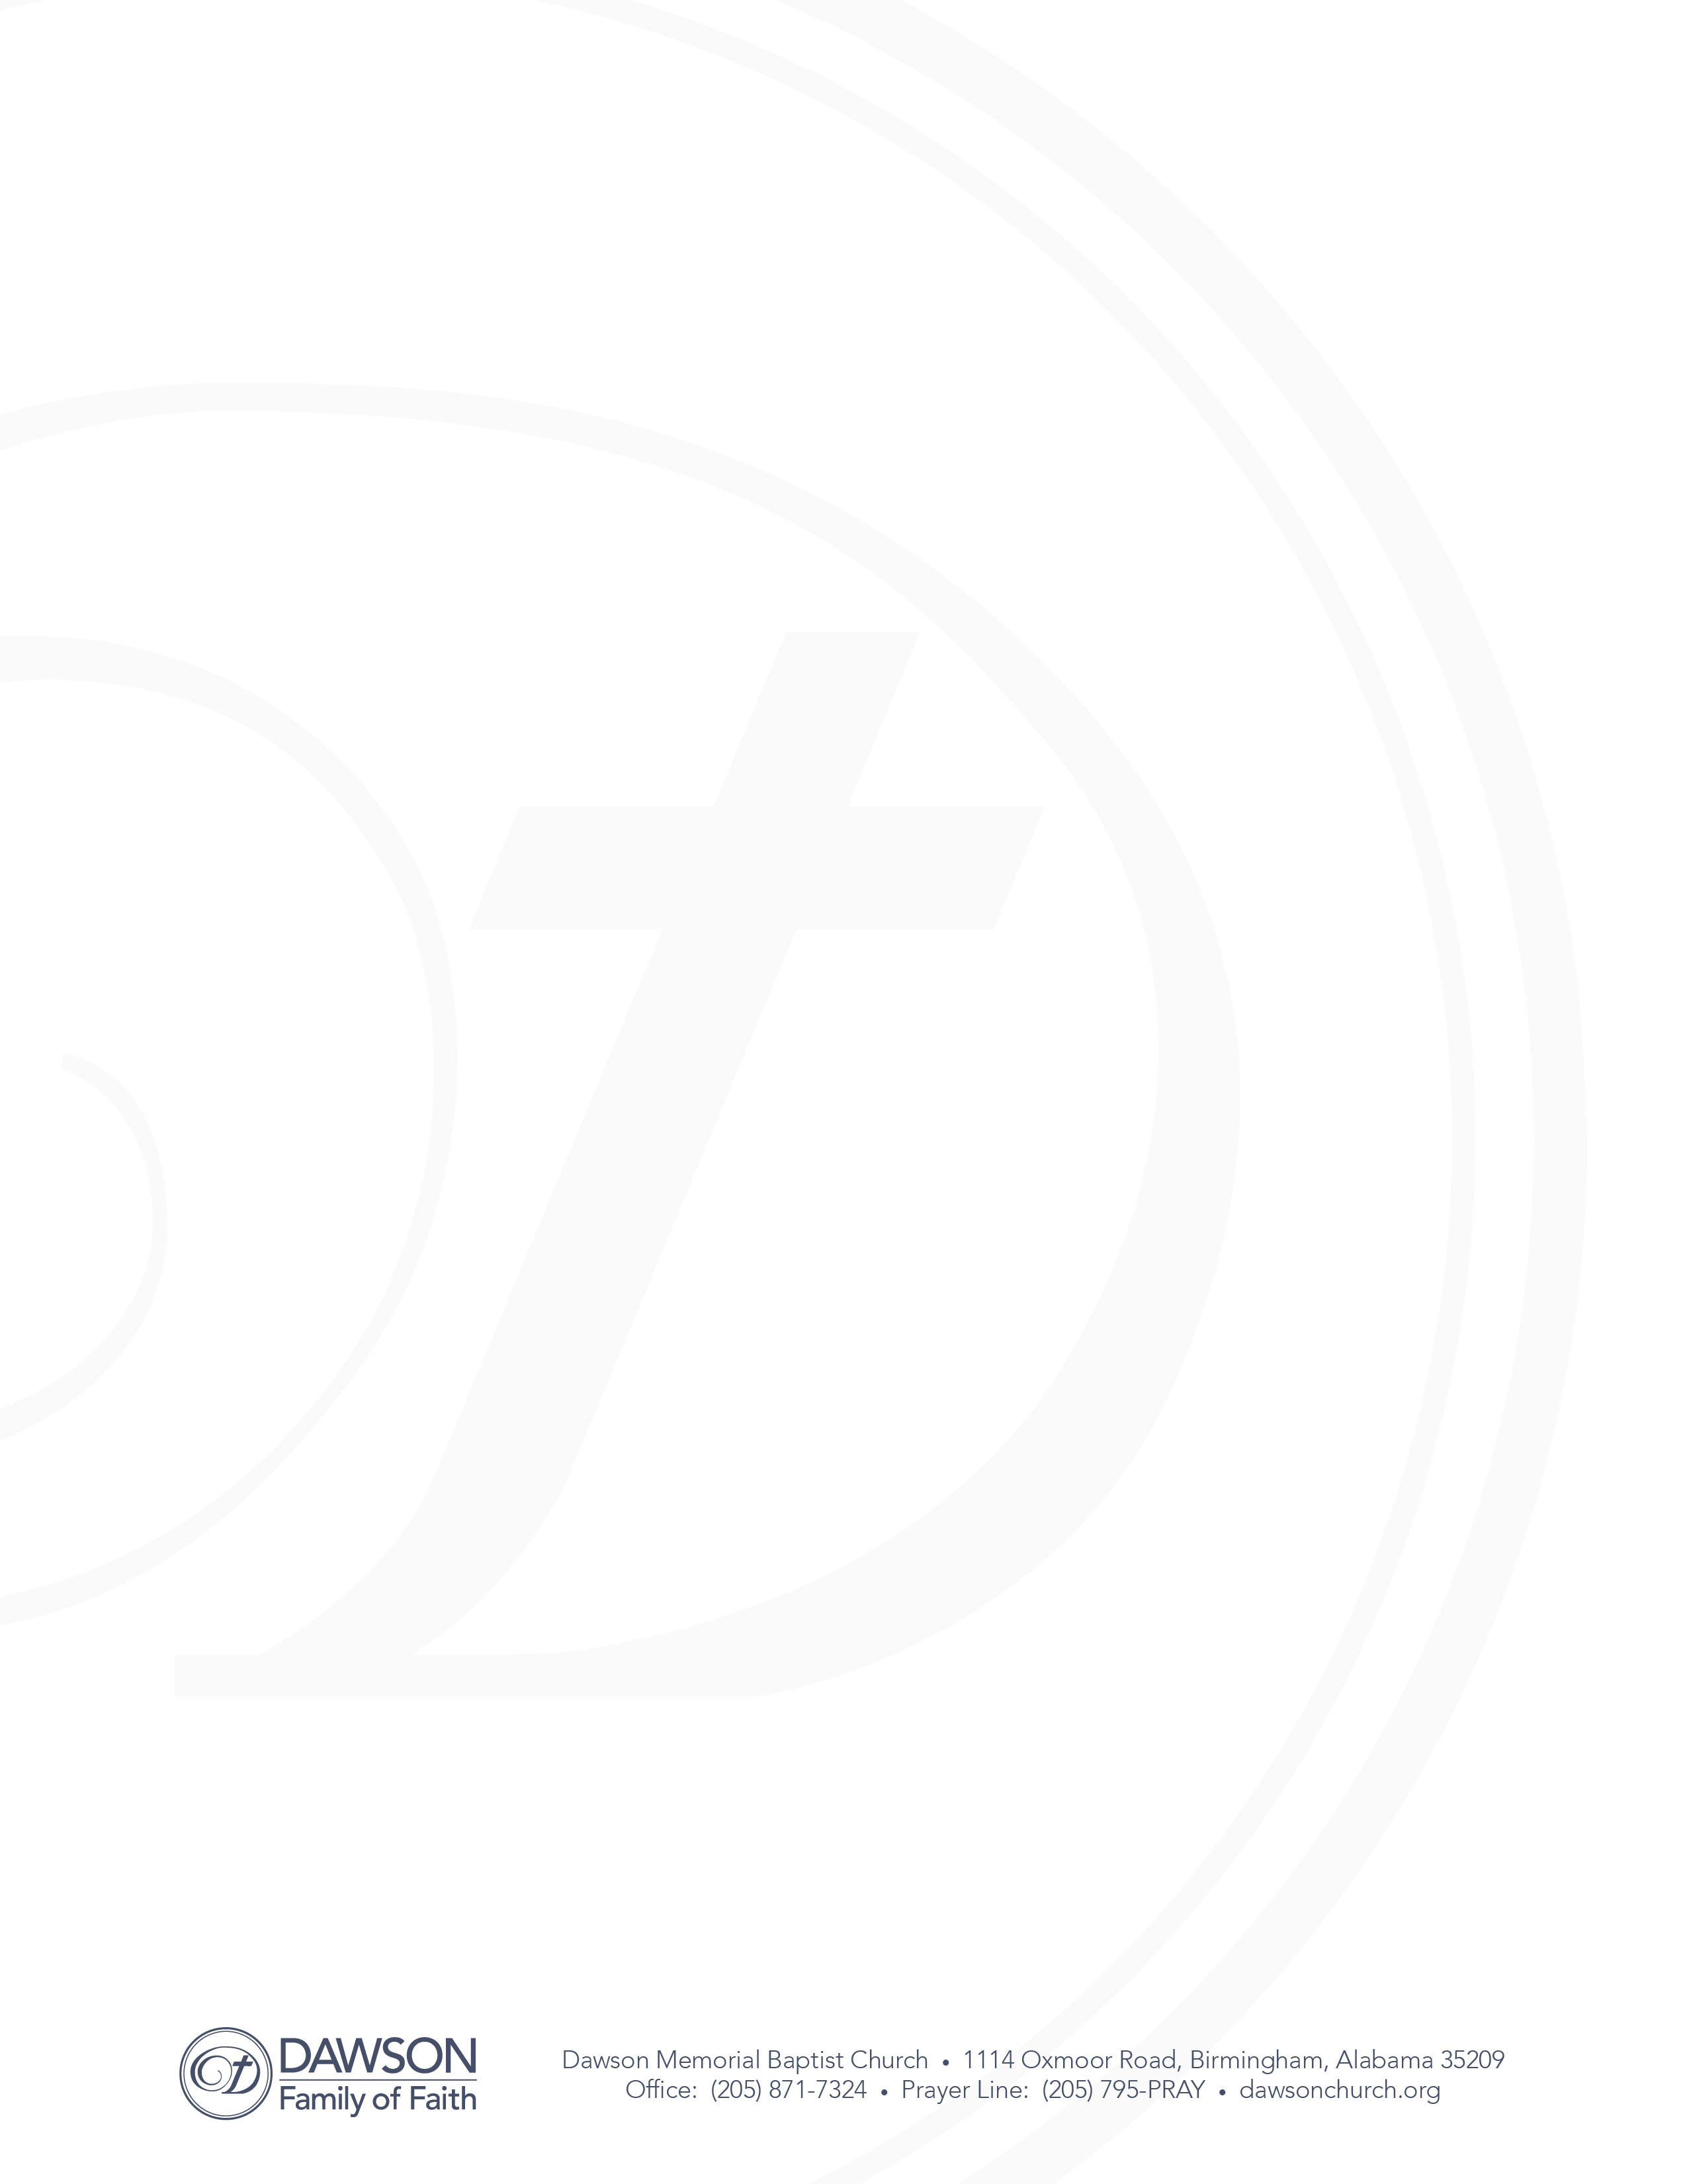 DAWSON
Family of Faith
Dawson Memorial Baptist Church • 1114 Oxmoor Road, Birmingham, Alabama 35209
Office: (205) 871-7324 • Prayer Line: (205) 795-PRAY • dawsonchurch.org